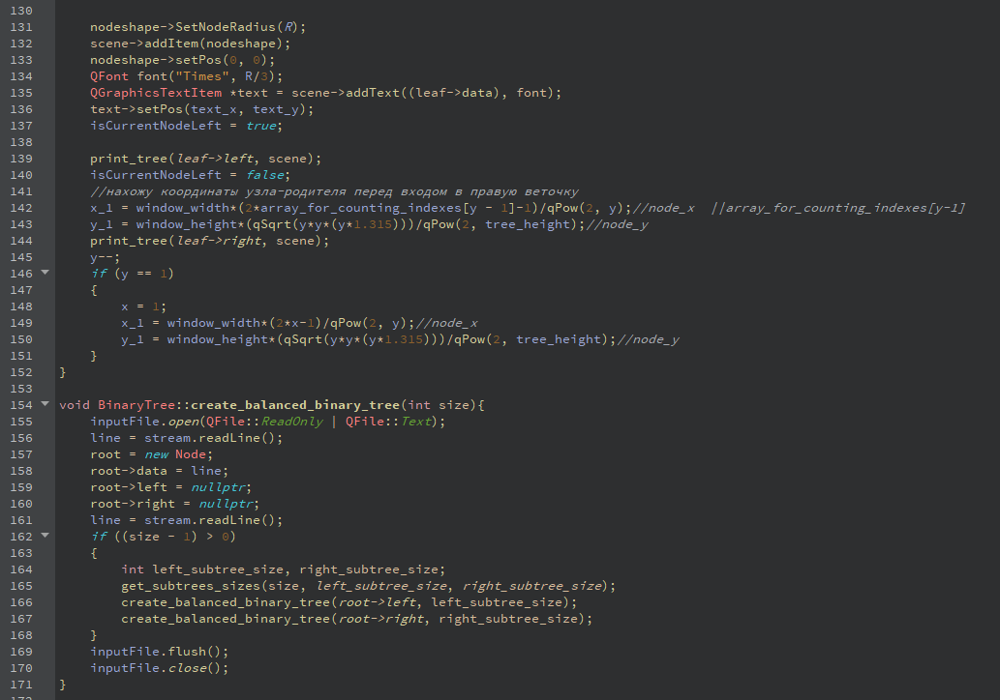 130
131 nodeshape->SetNodeRadius(R);
132 scene->addItem(nodeshape);
133 nodeshape->setPos(0, 0);
134 QFont font("Times", R/3);
135 QGraphicsTextItem *text = scene->addText((leaf->data), font);
136 text->setPos(text_x, text_y);
137 isCurrentNodeLeft = true;
138
139 print_tree(leaf->left, scene);
140 isCurrentNodeLeft = false;
141 //нахожу координаты узла-родителя перед входом в правую веточку
142 x_1 = window_width*(2*array_for_counting_indexes[y - 1]-1)/qPow(2, y);//node_x  ||array_for_counting_indexes[y-1]
143 y_1 = window_height*(qSqrt(y*y*(y*1.315)))/qPow(2, tree_height);//node_y
144 print_tree(leaf->right, scene);
145 y--;
146 if (y == 1)
147 {
148 x = 1;
149 x_1 = window_width*(2*x-1)/qPow(2, y);//node_x
150 y_1 = window_height*(qSqrt(y*y*(y*1.315)))/qPow(2, tree_height);//node_y
151 }
152 }
153
154 void BinaryTree::create_balanced_binary_tree(int size){
155 inputFile.open(QFile::ReadOnly | QFile::Text);
156 line = stream.readLine();
157 root = new Node;
158 root->data = line;
159 root->left = nullptr;
160 root->right = nullptr;
161 line = stream.readLine();
162 if ((size - 1) > 0)
163 {
164 int left_subtree_size, right_subtree_size;
165 get_subtrees_sizes(size, left_subtree_size, right_subtree_size);
166 create_balanced_binary_tree(root->left, left_subtree_size);
167 create_balanced_binary_tree(root->right, right_subtree_size);
168 }
169 inputFile.flush();
170 inputFile.close();
171 }